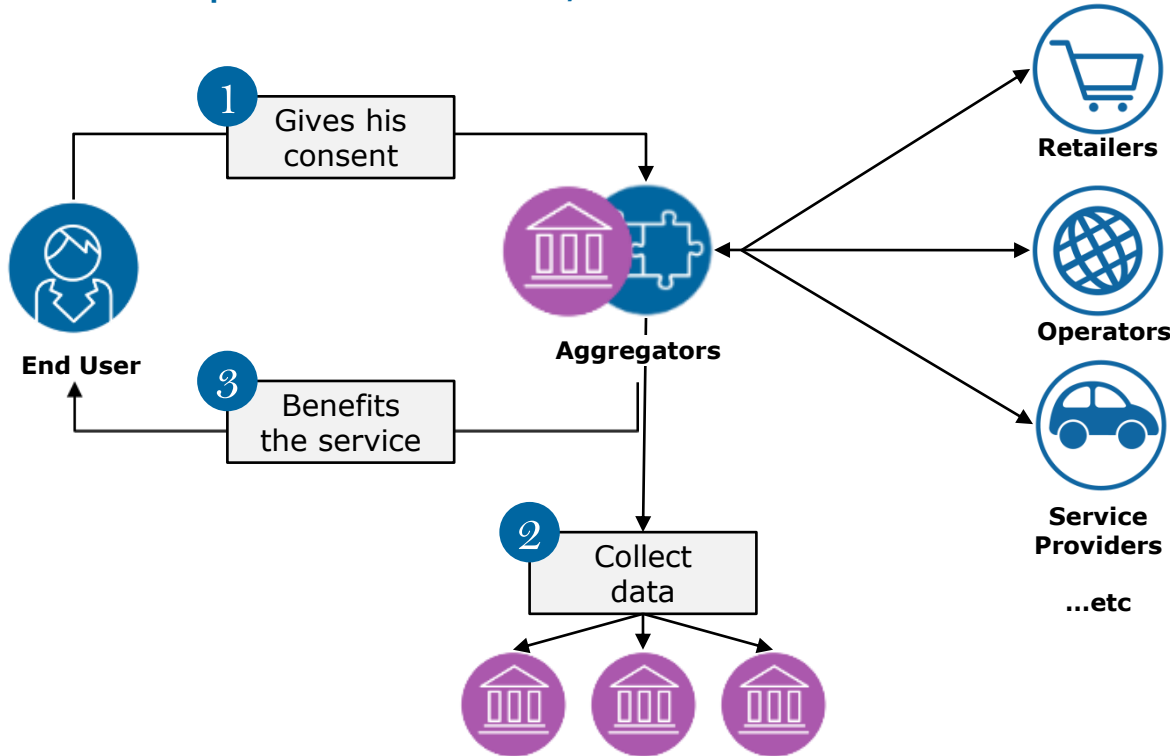 1
Gives his
consent
Retailers
End User
Aggregators
Operators
3
Benefits
the service
Service
Providers
...etc
2
Collect
data